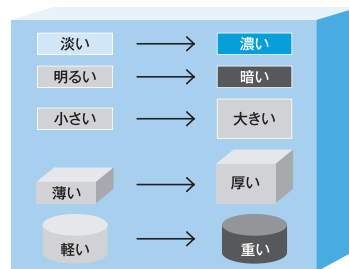 淡い → 濃い
明るい → 暗い
小さい → 大きい
薄い → 厚い
軽い → 重い